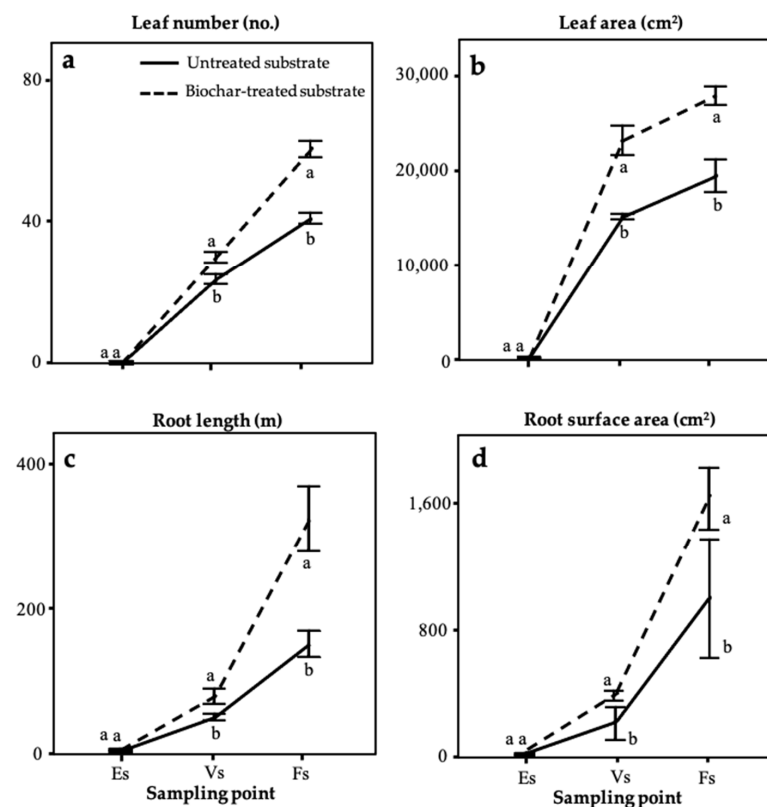 Leaf number (no.)
a
Untreated substrate
Biochar-treated substrate
80
40
0
a a
a
b
a
b
Leaf area (cm²)
b
30,000
20,000
10,000
0
a a
a
b
a
b
Root length (m)
c
400
200
0
a a
a
b
a
b
Es
Vs
Fs
Sampling point
Root surface area (cm²)
d
1,600
800
0
a a
a
b
a
b
Es
Vs
Fs
Sampling point